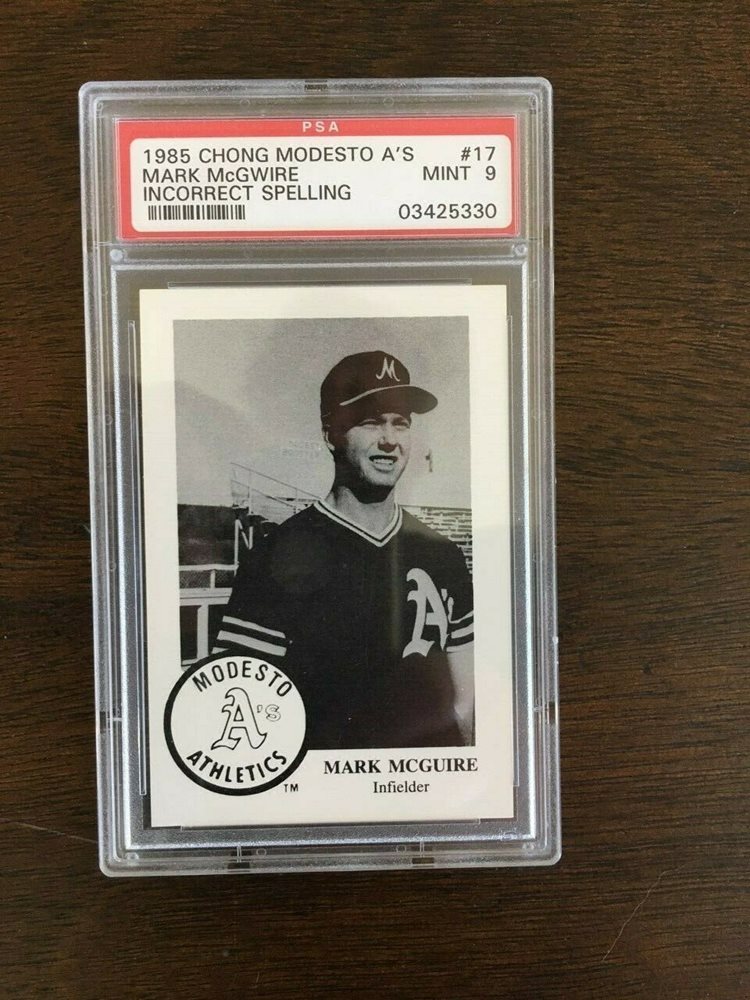 PSA
1985 CHONG MODESTO A'S #17
MARK McGWIRE MINT 9
INCORRECT SPELLING
03425330
M
N
A's
MODESTO
A's
ATHLETICS
TM
MARK MCGUIRE
Infielder